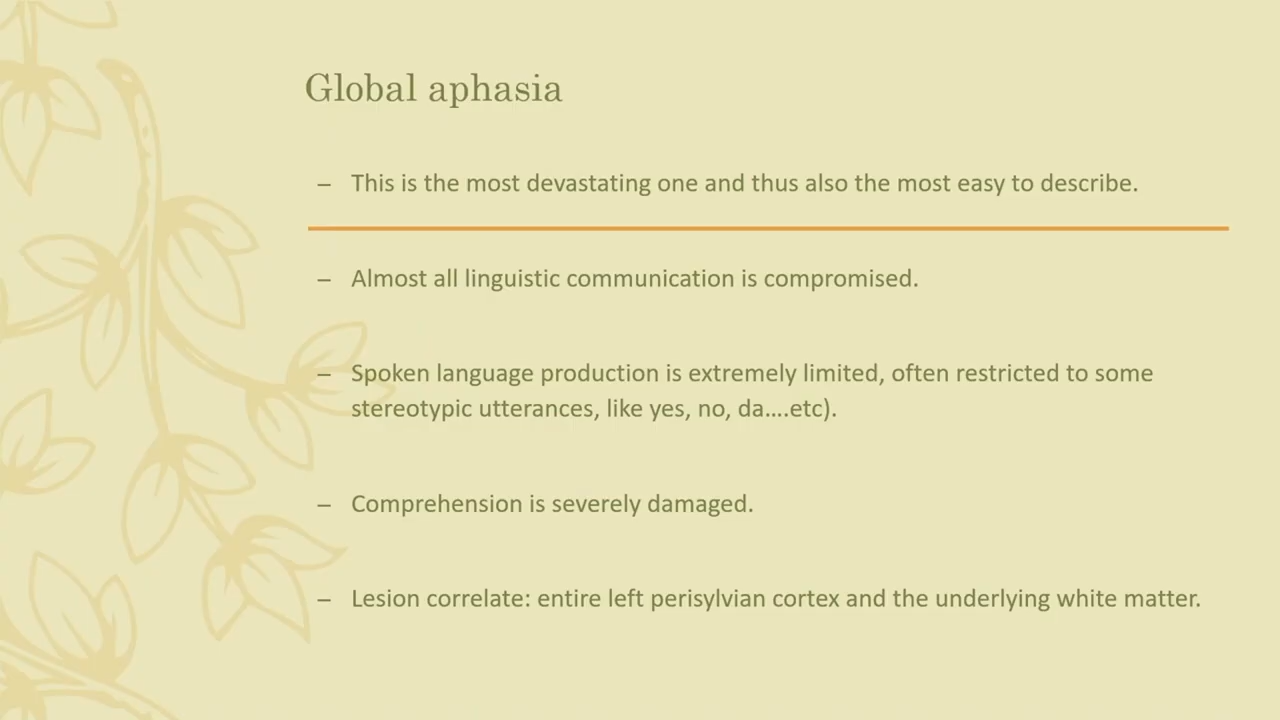 Global aphasia
– This is the most devastating one and thus also the most easy to describe.
– Almost all linguistic communication is compromised.
– Spoken language production is extremely limited, often restricted to some
stereotypic utterances, like yes, no, da....etc).
– Comprehension is severely damaged.
– Lesion correlate: entire left perisylvian cortex and the underlying white matter.